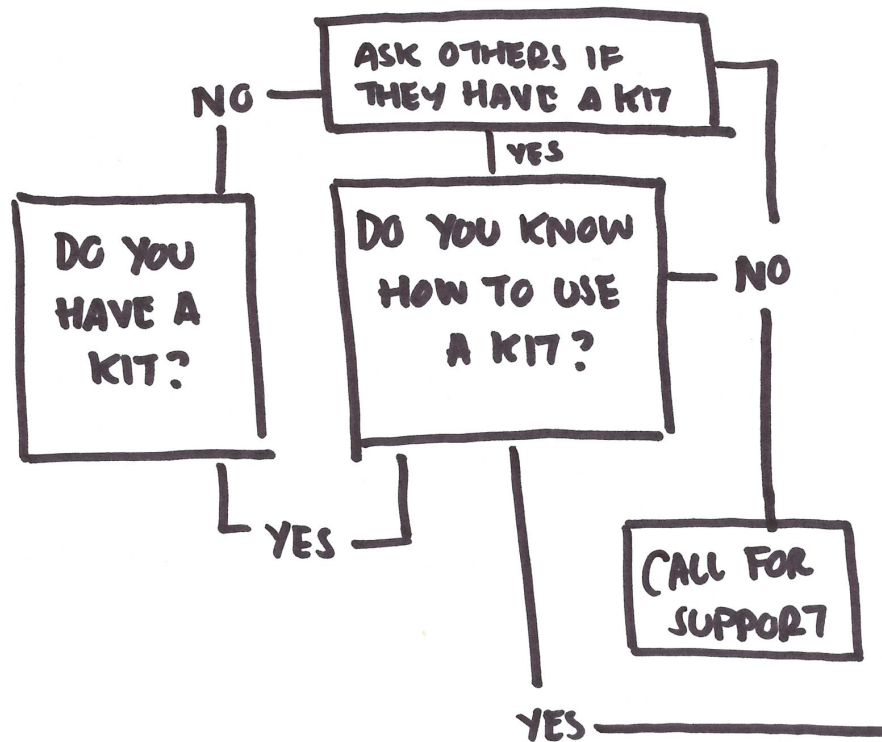 ASK OTHERS IF
THEY HAVE A KIT
NO
YES
DO YOU
HAVE A
KIT?
DO YOU KNOW
HOW TO USE
A KIT?
NO
YES
CALL FOR
SUPPORT
YES